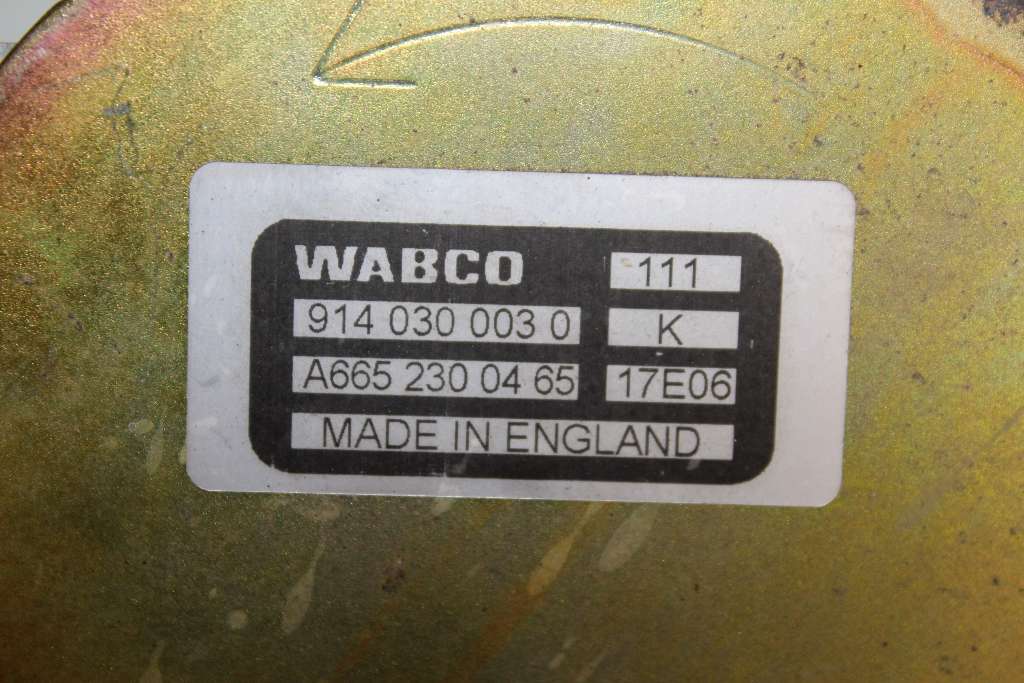 WABCO 111
914 030 003 0 K
A665 230 04 65 17E06
MADE IN ENGLAND